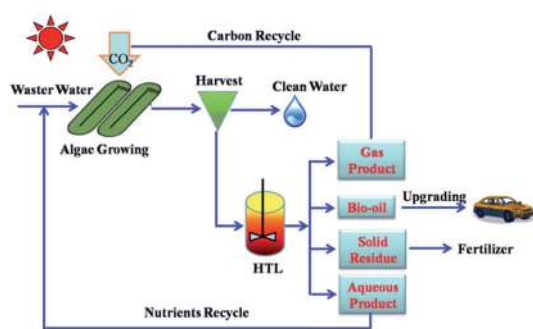 Carbon Recycle
CO₂
Harvest
Waster Water
Clean Water
Algae Growing
Gas
Product
Upgrading
Bio-oil
Solid
Residue
Fertilizer
HTL
Aqueous
Product
Nutrients Recycle